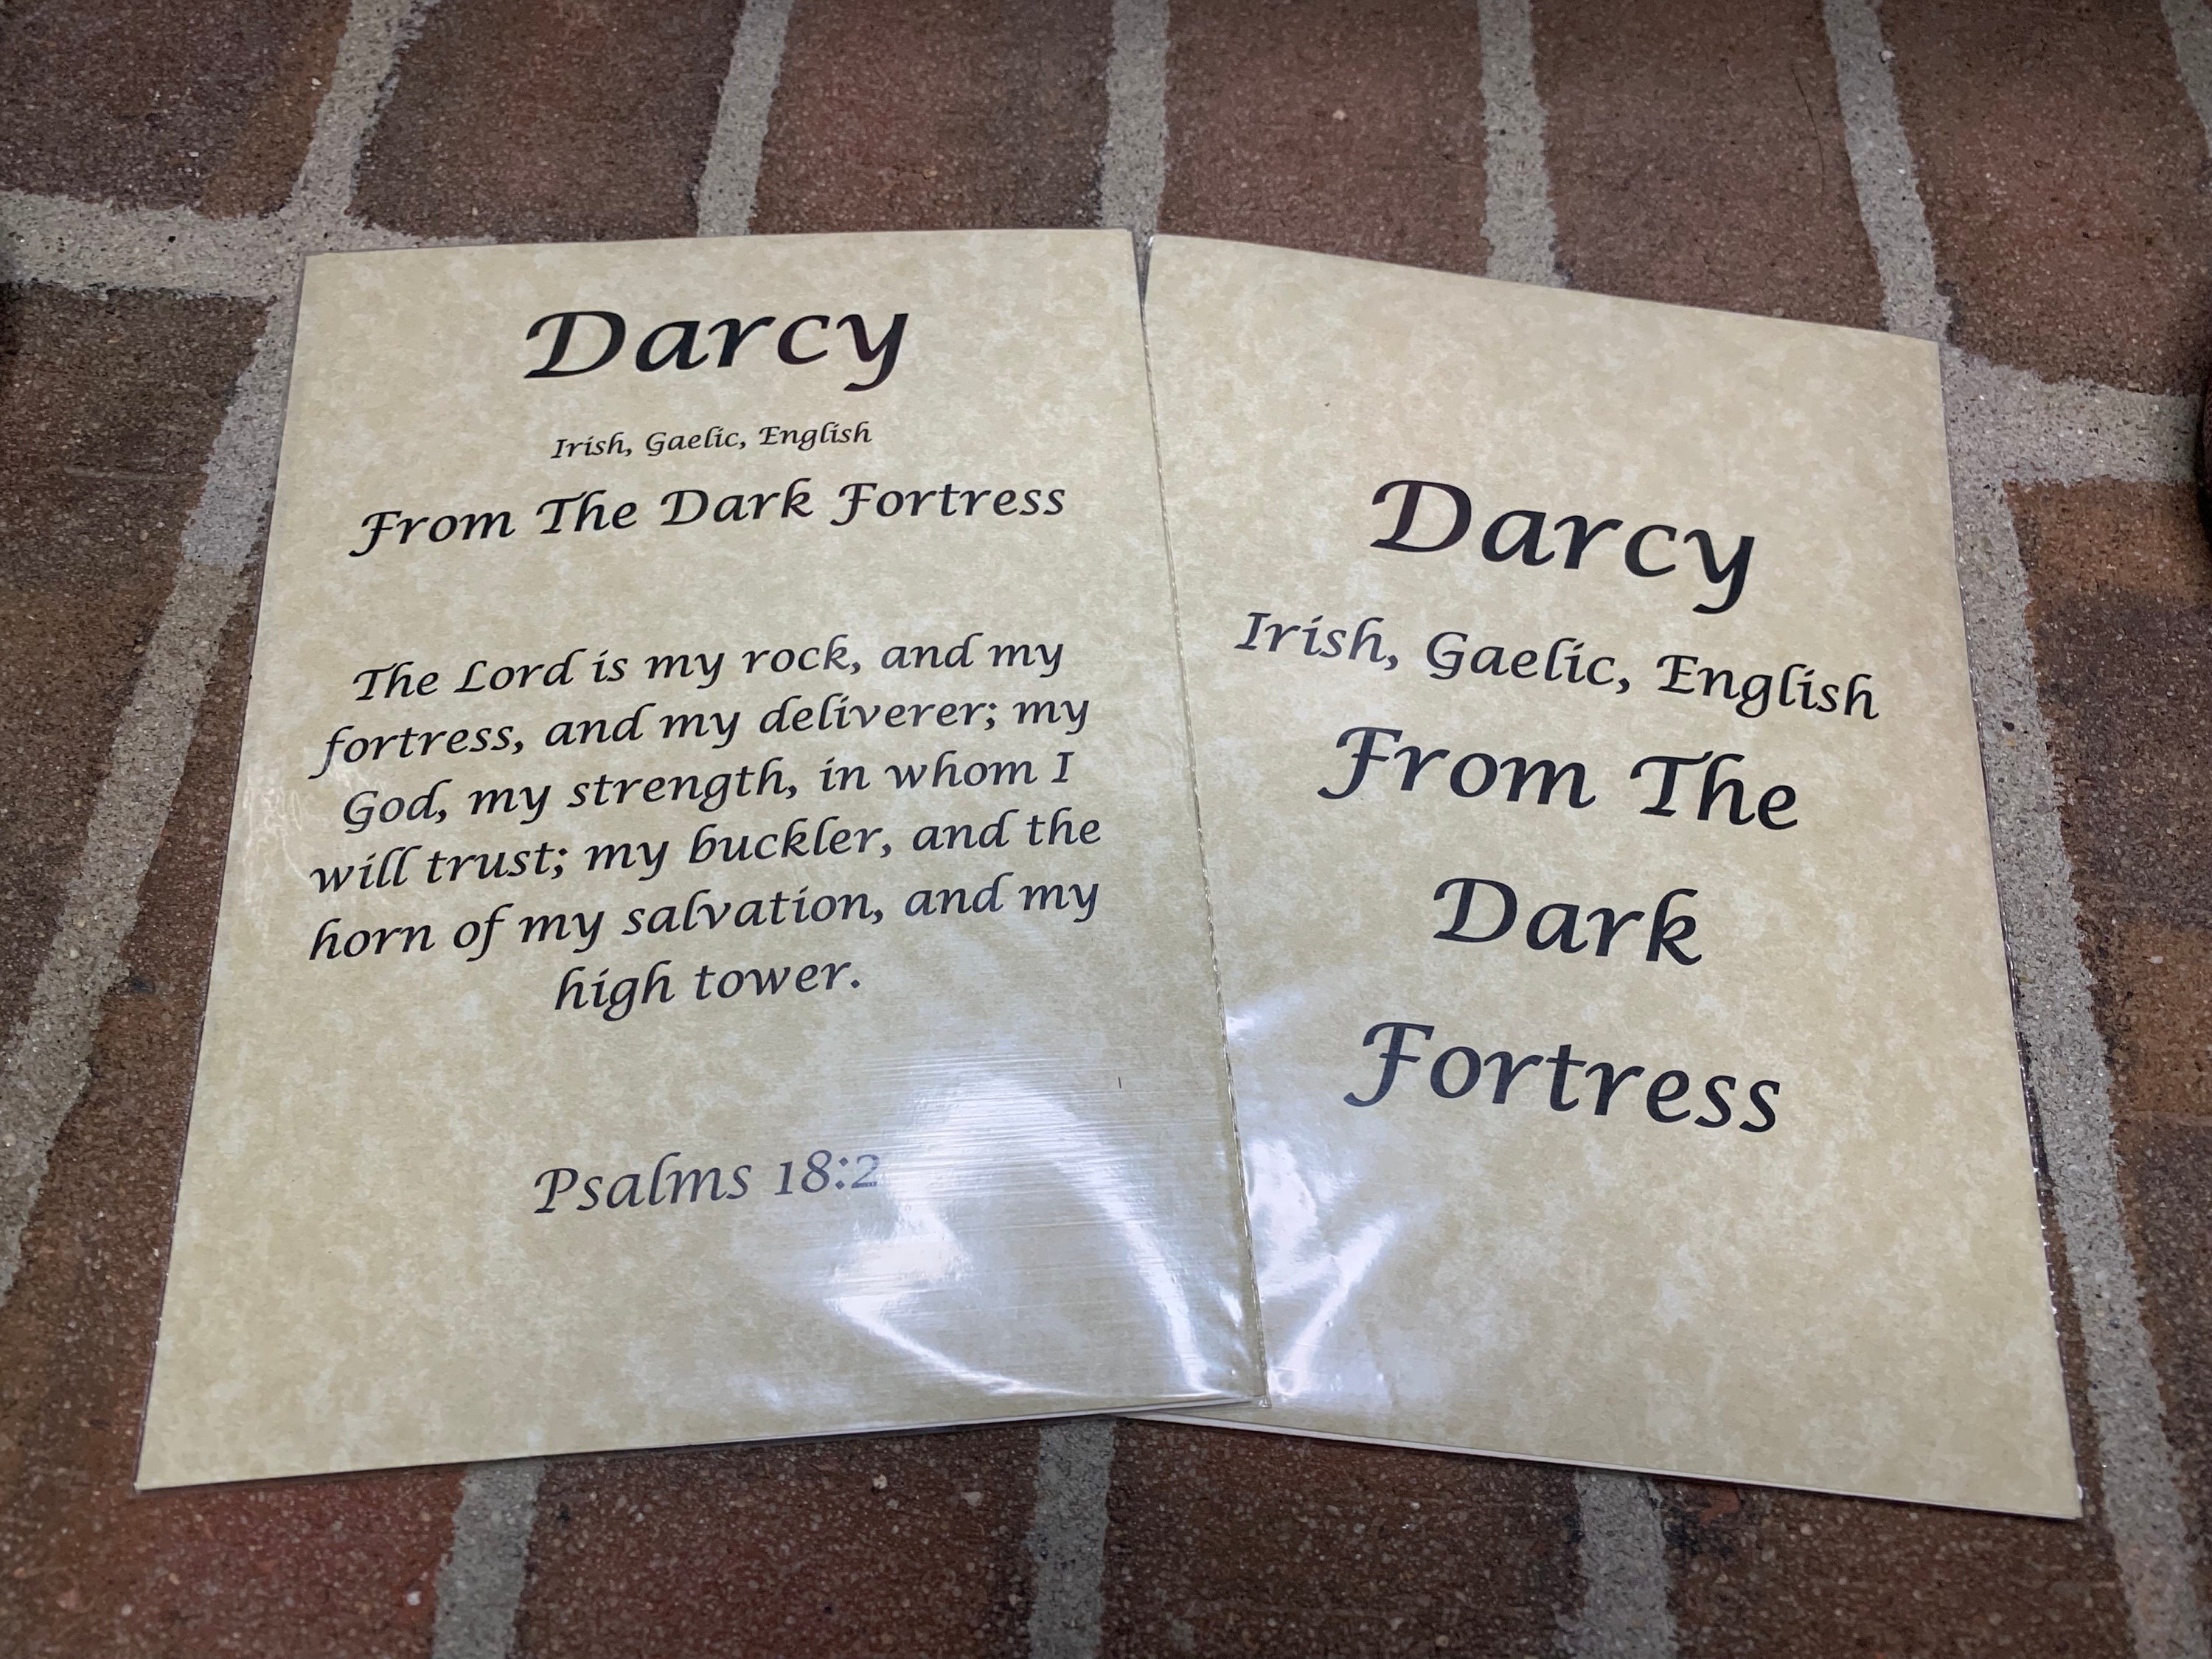 Darcy
Irish, Gaelic, English
From The Dark Fortress
The Lord is my rock, and my
fortress, and my deliverer; my
God, my strength, in whom I
will trust; my buckler, and the
horn of my salvation, and my
high tower.
Psalms 18:2
Darcy
Irish, Gaelic, English
From The
Dark
Fortress